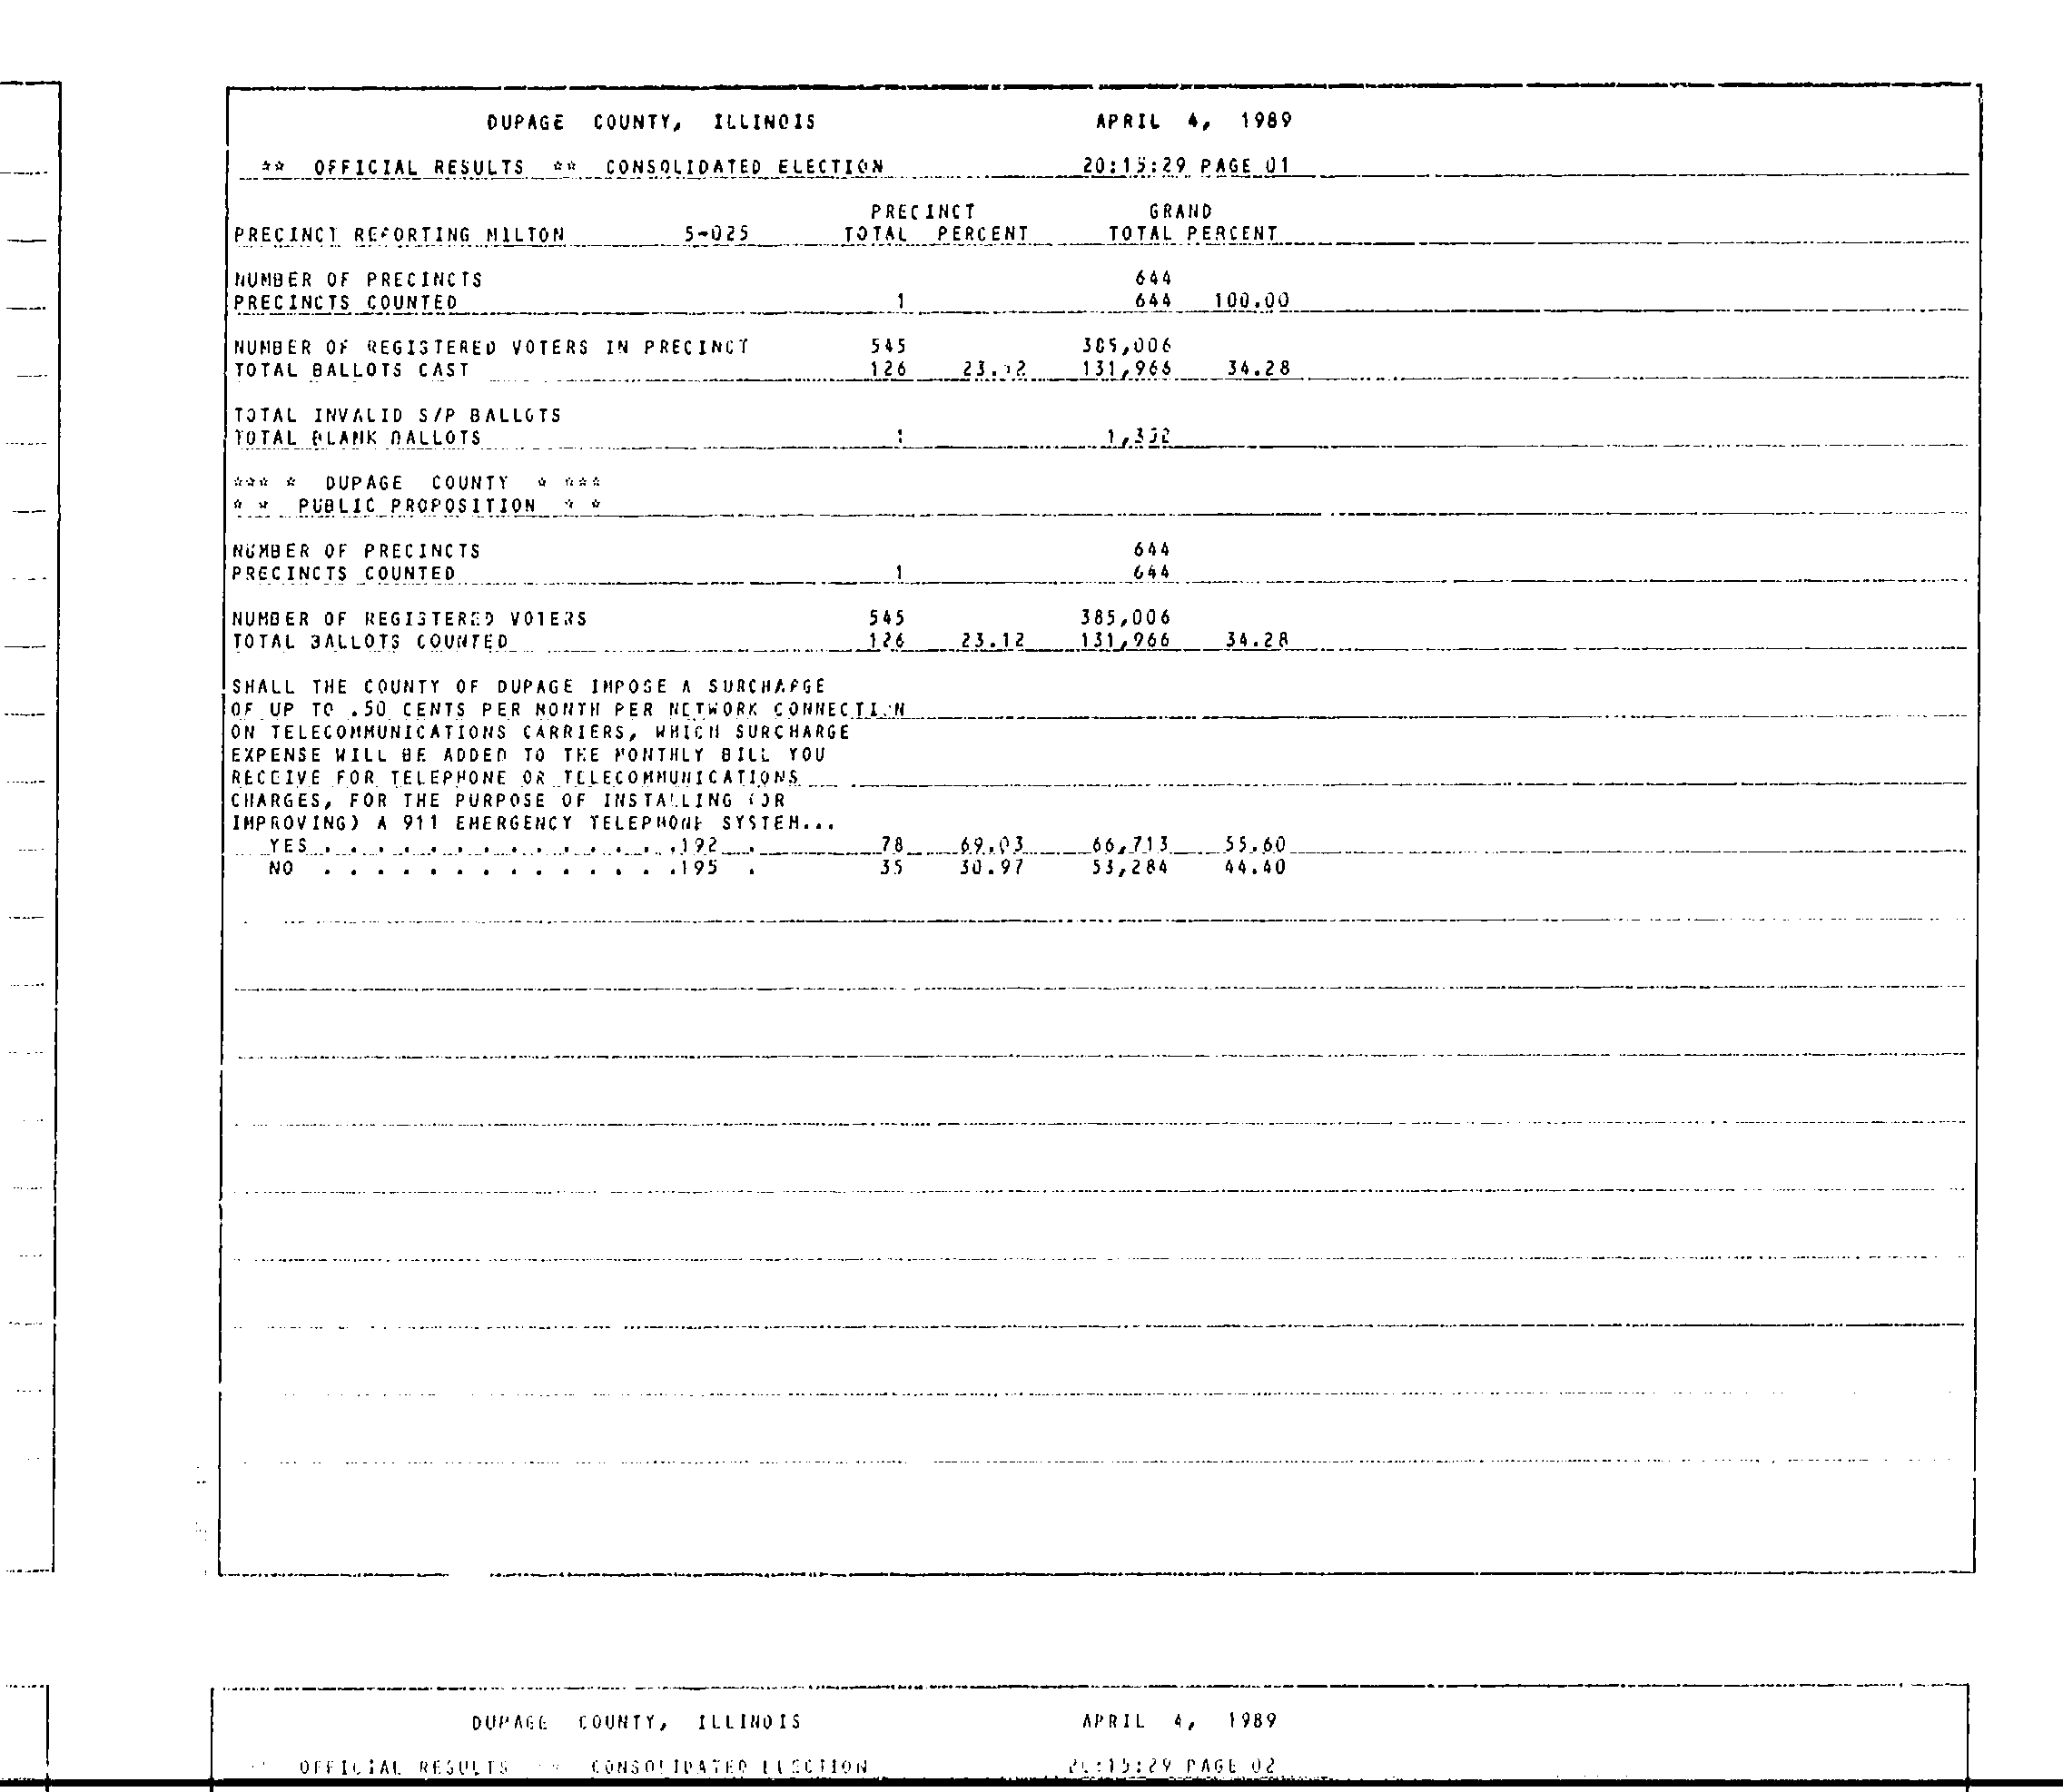 DUPAGE COUNTY, ILLINOIS APRIL 4, 1989
** OFFICIAL RESULTS ** CONSOLIDATED ELECTION 20:15:29 PAGE 01
PRECINCT GRAND
PRECINCT REPORTING MILTON 5-025 TOTAL PERCENT TOTAL PERCENT
NUMBER OF PRECINCTS 644
PRECINCTS COUNTED 1 644 100.00
NUMBER OF REGISTERED VOTERS IN PRECINCT 545 385,006
TOTAL BALLOTS CAST 126 23.12 131,966 34.28
TOTAL INVALID S/P BALLOTS
TOTAL BLANK BALLOTS 1
*** * DUPAGE COUNTY * ***
* * PUBLIC PROPOSITION * *
NUMBER OF PRECINCTS 644
PRECINCTS COUNTED 1 644
NUMBER OF REGISTERED VOTERS 545 385,006
TOTAL BALLOTS COUNTED 126 23.12 131,966 34.28
SHALL THE COUNTY OF DUPAGE IMPOSE A SURCHARGE
OF UP TO .50 CENTS PER MONTH PER NETWORK CONNECTION
ON TELECOMMUNICATIONS CARRIERS, WHICH SURCHARGE
EXPENSE WILL BE ADDED TO THE MONTHLY BILL YOU
RECEIVE FOR TELEPHONE OR TELECOMMUNICATIONS
CHARGES, FOR THE PURPOSE OF INSTALLING (OR
IMPROVING) A 911 EMERGENCY TELEPHONE SYSTEM...
YES . . . . . . . . . . . . . .192 . 78 69.03 66,713 55.60
NO . . . . . . . . . . . . . .195 . 35 30.97 53,284 44.40
DUPAGE COUNTY, ILLINOIS APRIL 4, 1989
OFFICIAL RESULTS CONSOLIDATED ELECTION 20:15:29 PAGE 02